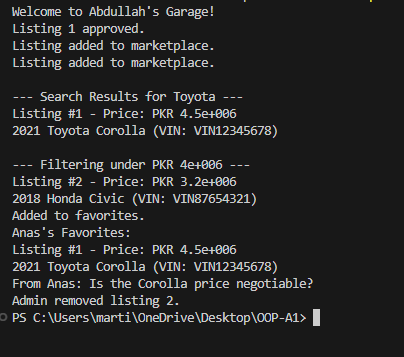 Welcome to Abdullah's Garage!
Listing 1 approved.
Listing added to marketplace.
Listing added to marketplace.
--- Search Results for Toyota ---
Listing #1 - Price: PKR 4.5e+006
2021 Toyota Corolla (VIN: VIN12345678)
--- Filtering under PKR 4e+006 ---
Listing #2 - Price: PKR 3.2e+006
2018 Honda Civic (VIN: VIN87654321)
Added to favorites.
Anas's Favorites:
Listing #1 - Price: PKR 4.5e+006
2021 Toyota Corolla (VIN: VIN12345678)
From Anas: Is the Corolla price negotiable?
Admin removed listing 2.
PS C:\Users\marti\OneDrive\Desktop\OOP-A1>